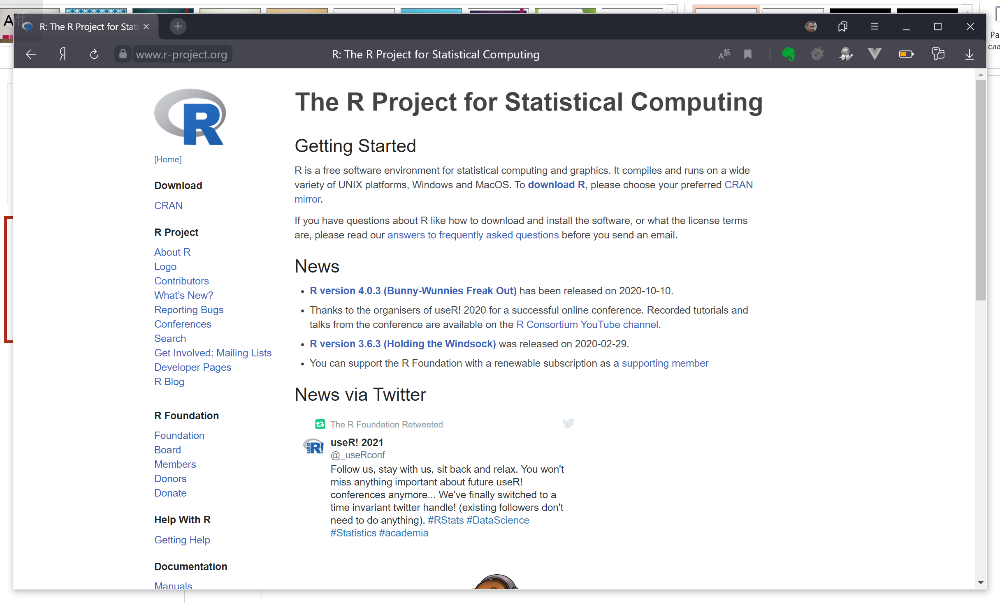 R: The R Project for Stati
www.r-project.org
R: The R Project for Statistical Computing
The R Project for Statistical Computing
[Home]
Download
CRAN
R Project
About R
Logo
Contributors
What’s New?
Reporting Bugs
Conferences
Search
Get Involved: Mailing Lists
Developer Pages
R Blog
R Foundation
Foundation
Board
Members
Donors
Donate
Help With R
Getting Help
Documentation
Manuals
Getting Started
R is a free software environment for statistical computing and graphics. It compiles and runs on a wide
variety of UNIX platforms, Windows and MacOS. To download R, please choose your preferred CRAN
mirror.
If you have questions about R like how to download and install the software, or what the license terms
are, please read our answers to frequently asked questions before you send an email.
News
• R version 4.0.3 (Bunny-Wunnies Freak Out) has been released on 2020-10-10.
• Thanks to the organisers of useR! 2020 for a successful online conference. Recorded tutorials and
talks from the conference are available on the R Consortium YouTube channel.
• R version 3.6.3 (Holding the Windsock) was released on 2020-02-29.
• You can support the R Foundation with a renewable subscription as a supporting member
News via Twitter
The R Foundation Retweeted
useR! 2021
@_useRconf
Follow us, stay with us, sit back and relax. You won't
miss anything important about future useR!
conferences anymore... We've finally switched to a
time invariant twitter handle! (existing followers don't
need to do anything). #RStats #DataScience
#Statistics #academia